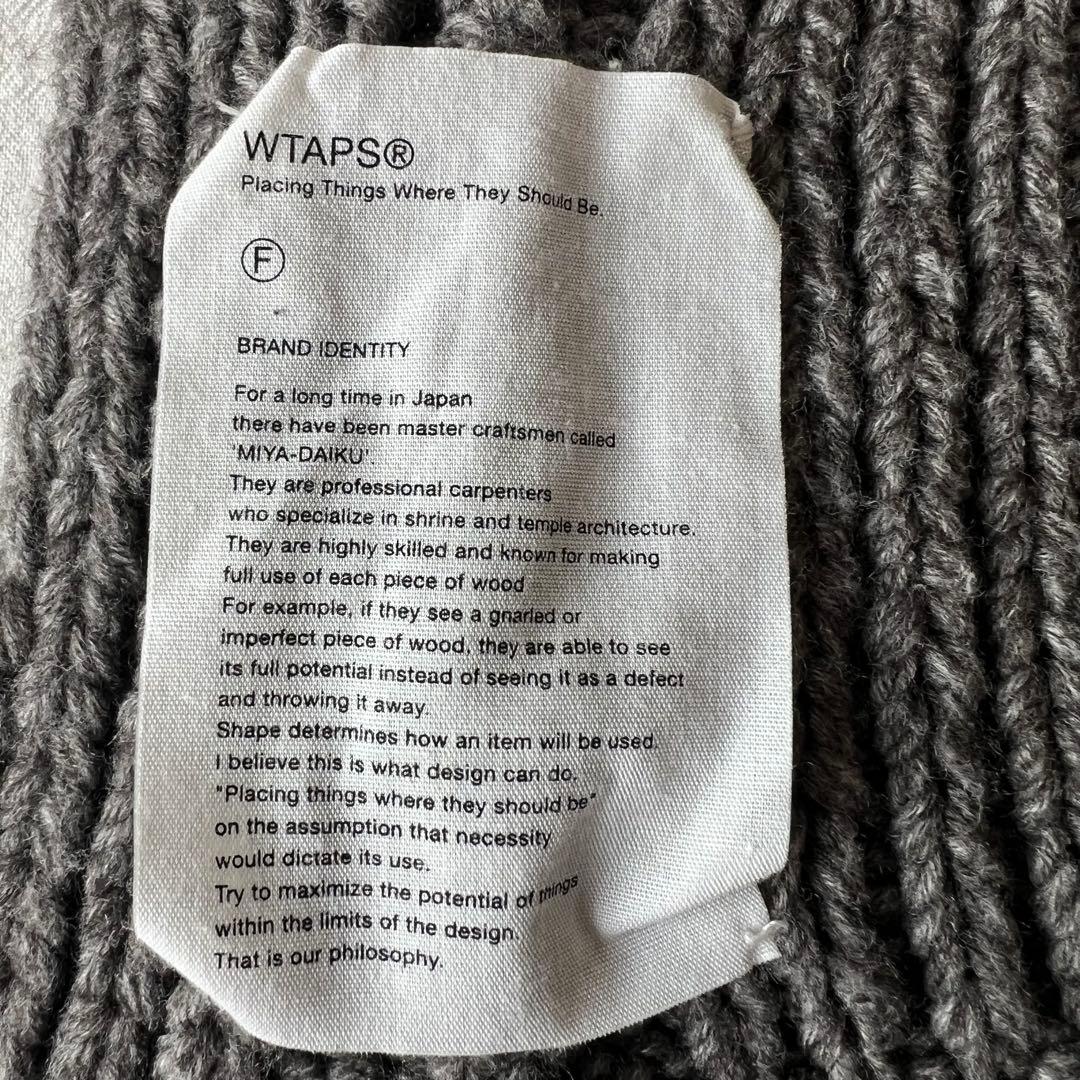 WTAPS®
Placing Things Where They Should Be.
Ⓕ
BRAND IDENTITY
For a long time in Japan
there have been master craftsmen called
'MIYA-DAIKU'.
They are professional carpenters
who specialize in shrine and temple architecture.
They are highly skilled and known for making
full use of each piece of wood
For example, if they see a gnarled or
imperfect piece of wood, they are able to see
its full potential instead of seeing it as a defect
and throwing it away.
Shape determines how an item will be used.
I believe this is what design can do.
"Placing things where they should be"
on the assumption that necessity
would dictate its use.
Try to maximize the potential of things
within the limits of the design.
That is our philosophy.